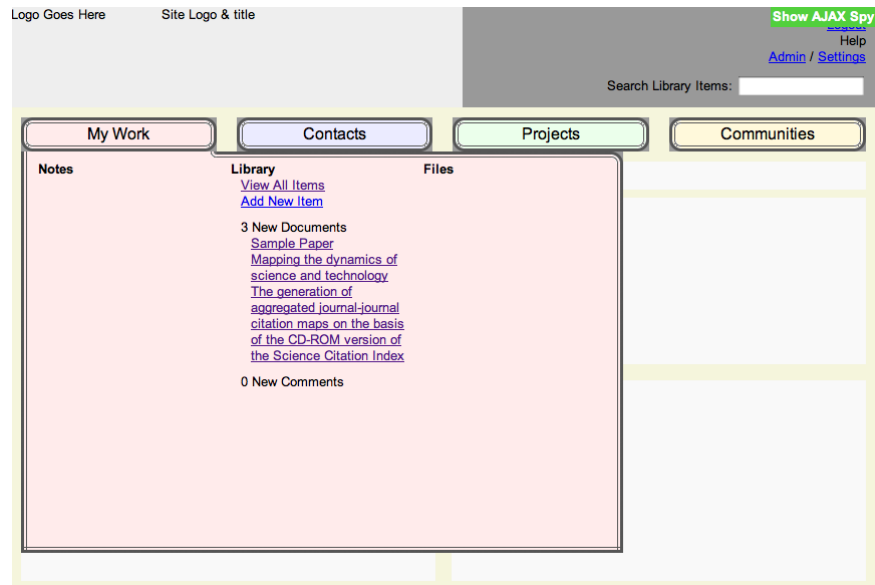 Logo Goes Here
Site Logo & title
Show AJAX Spy
Logout
Help
Admin / Settings
Search Library Items:
My Work
Contacts
Projects
Communities
Notes
Library
Files
View All Items
Add New Item
3 New Documents
Sample Paper
Mapping the dynamics of
science and technology
The generation of
aggregated journal-journal
citation maps on the basis
of the CD-ROM version of
the Science Citation Index
0 New Comments